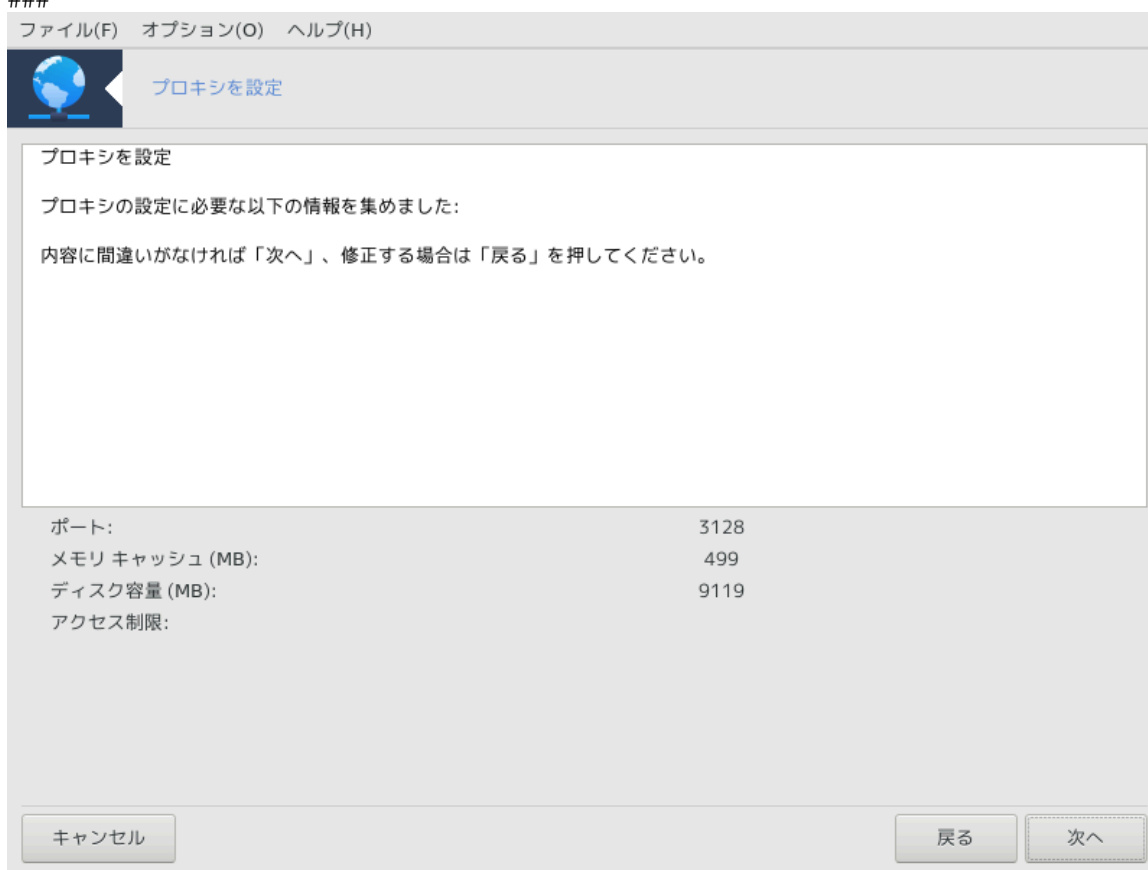 ###
ファイル(F) オプション(O) ヘルプ(H)
プロキシを設定
プロキシを設定
プロキシの設定に必要な以下の情報を集めました:
内容に間違いがなければ「次へ」、修正する場合は「戻る」を押してください。
ポート: 3128
メモリ キャッシュ (MB): 499
ディスク容量 (MB): 9119
アクセス制限:
キャンセル 戻る 次へ